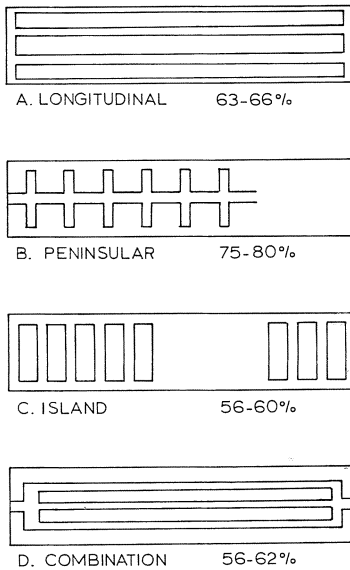 A. LONGITUDINAL 63-66%
B. PENINSULAR 75-80%
C. ISLAND 56-60%
D. COMBINATION 56-62%